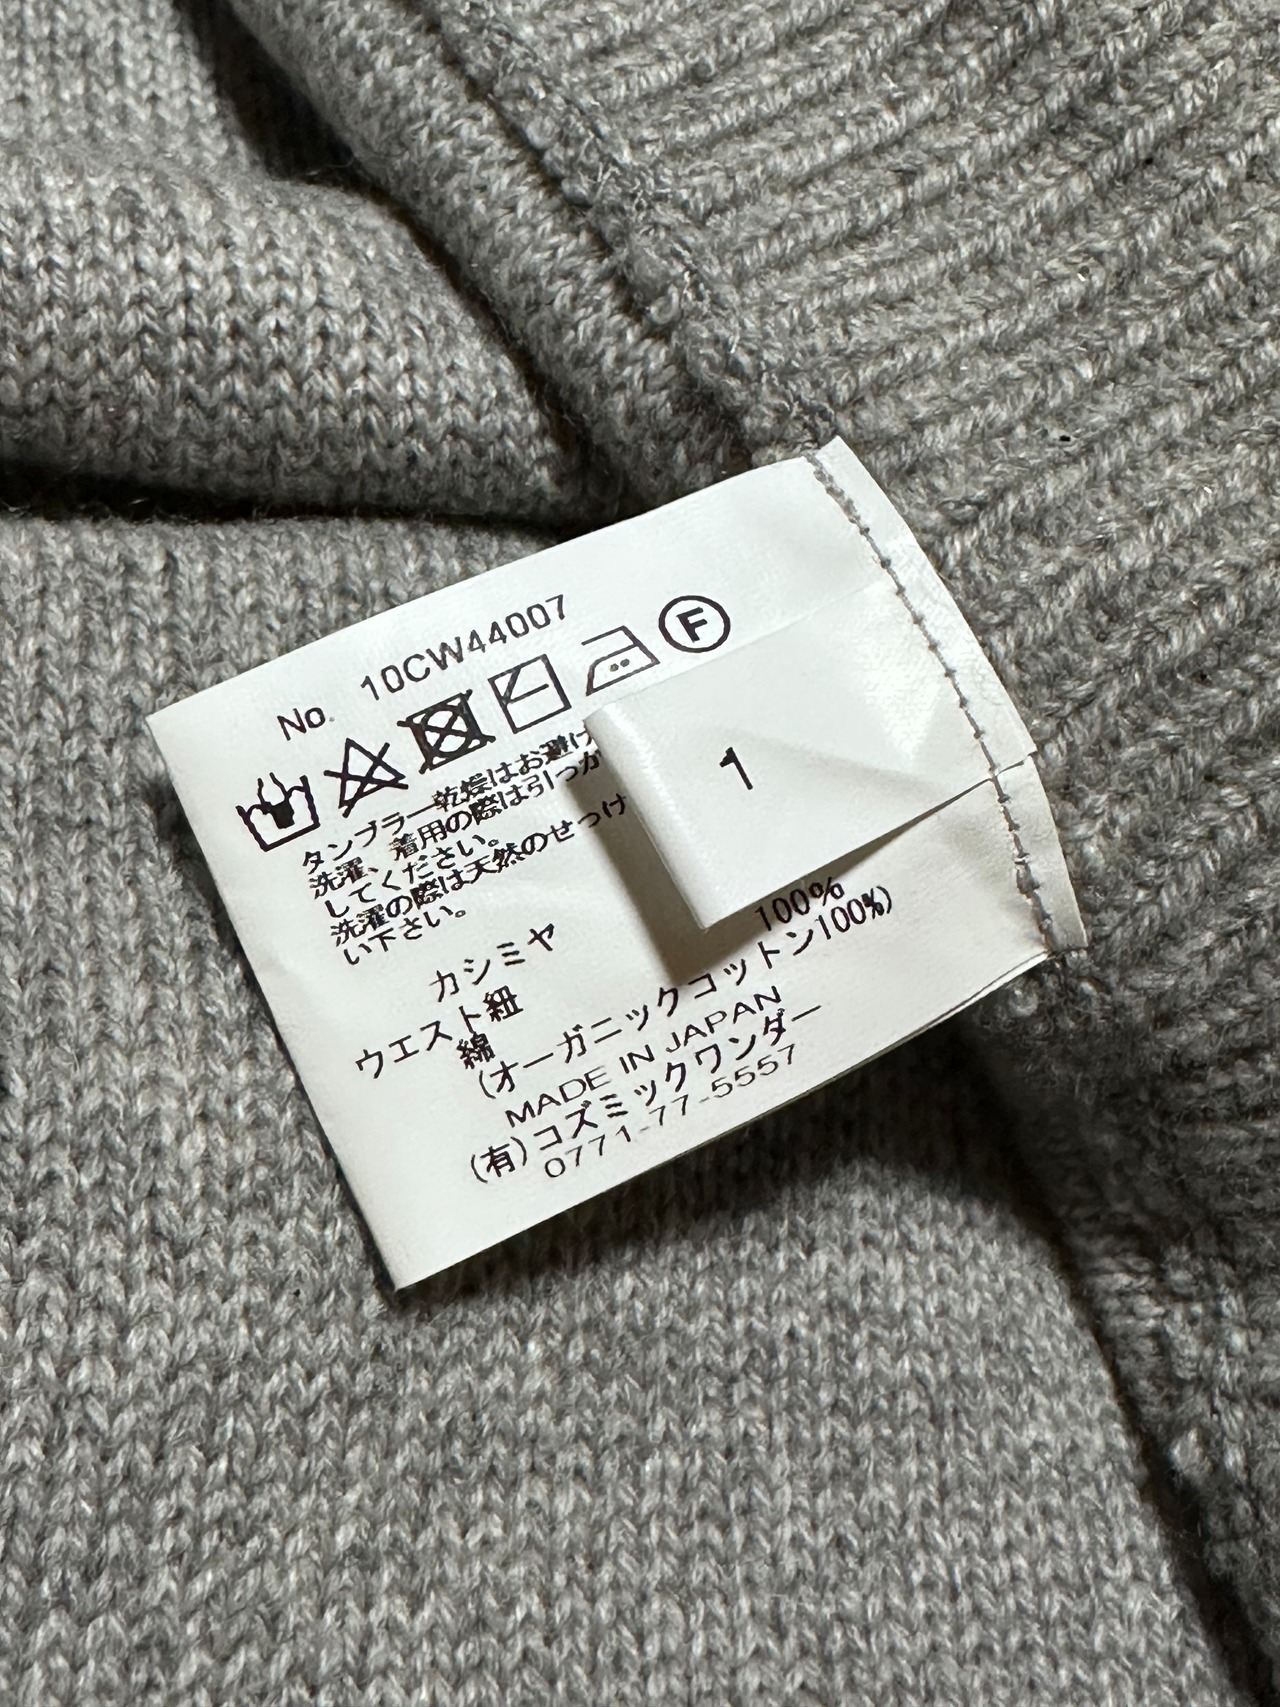 No. 10CW44007
F
タンブラー乾燥はお避け
洗濯、着用の際は引っか
してください。
洗濯の際は天然のせっけ
い下さい。
1
カシミヤ 100%
ウエスト紐
綿
(オーガニックコットン100%)
MADE IN JAPAN
(有)コズミックワンダー
0771-77-5557